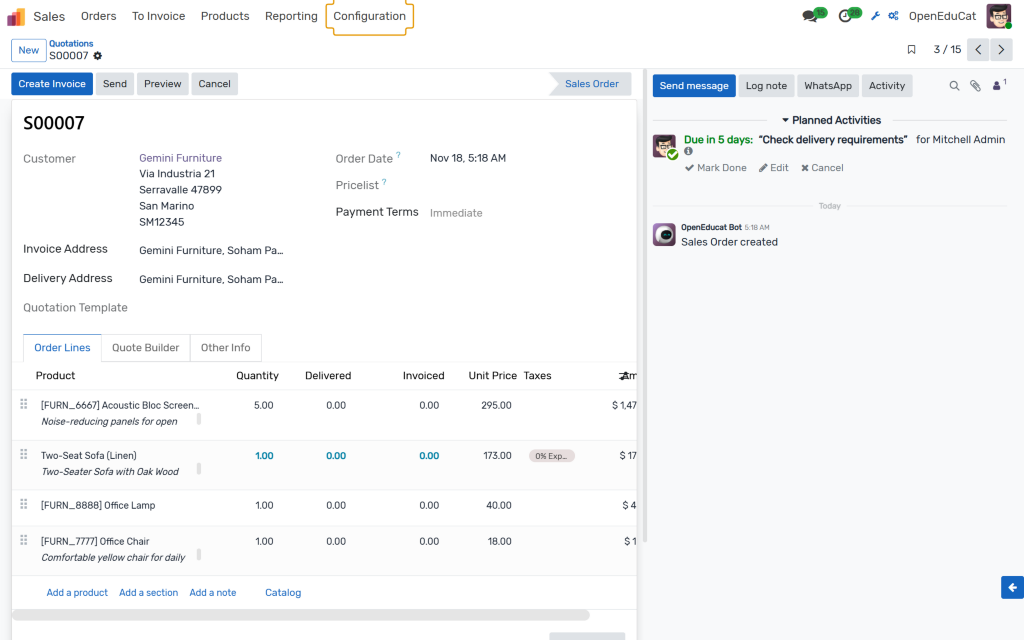 Sales Orders To Invoice Products Reporting Configuration 15 28 OpenEduCat
New Quotations
S00007 3 / 15
Create Invoice Send Preview Cancel Sales Order
Send message Log note WhatsApp Activity 1
S00007
Customer Gemini Furniture
Via Industria 21
Serravalle 47899
San Marino
SM12345
Order Date ? Nov 18, 5:18 AM
Pricelist ?
Payment Terms Immediate
Invoice Address Gemini Furniture, Soham Pa...
Delivery Address Gemini Furniture, Soham Pa...
Quotation Template
Order Lines Quote Builder Other Info
Product Quantity Delivered Invoiced Unit Price Taxes
[FURN_6667] Acoustic Bloc Screen... 5.00 0.00 0.00 295.00 $ 1,47
Noise-reducing panels for open
Two-Seat Sofa (Linen) 1.00 0.00 0.00 173.00 0% Exp... $ 17
Two-Seater Sofa with Oak Wood
[FURN_8888] Office Lamp 1.00 0.00 0.00 40.00 $ 4
[FURN_7777] Office Chair 1.00 0.00 0.00 18.00 $ 1
Comfortable yellow chair for daily
Add a product Add a section Add a note Catalog
Planned Activities
Due in 5 days: “Check delivery requirements” for Mitchell Admin
Mark Done Edit Cancel
Today
OpenEducat Bot 5:18 AM
Sales Order created